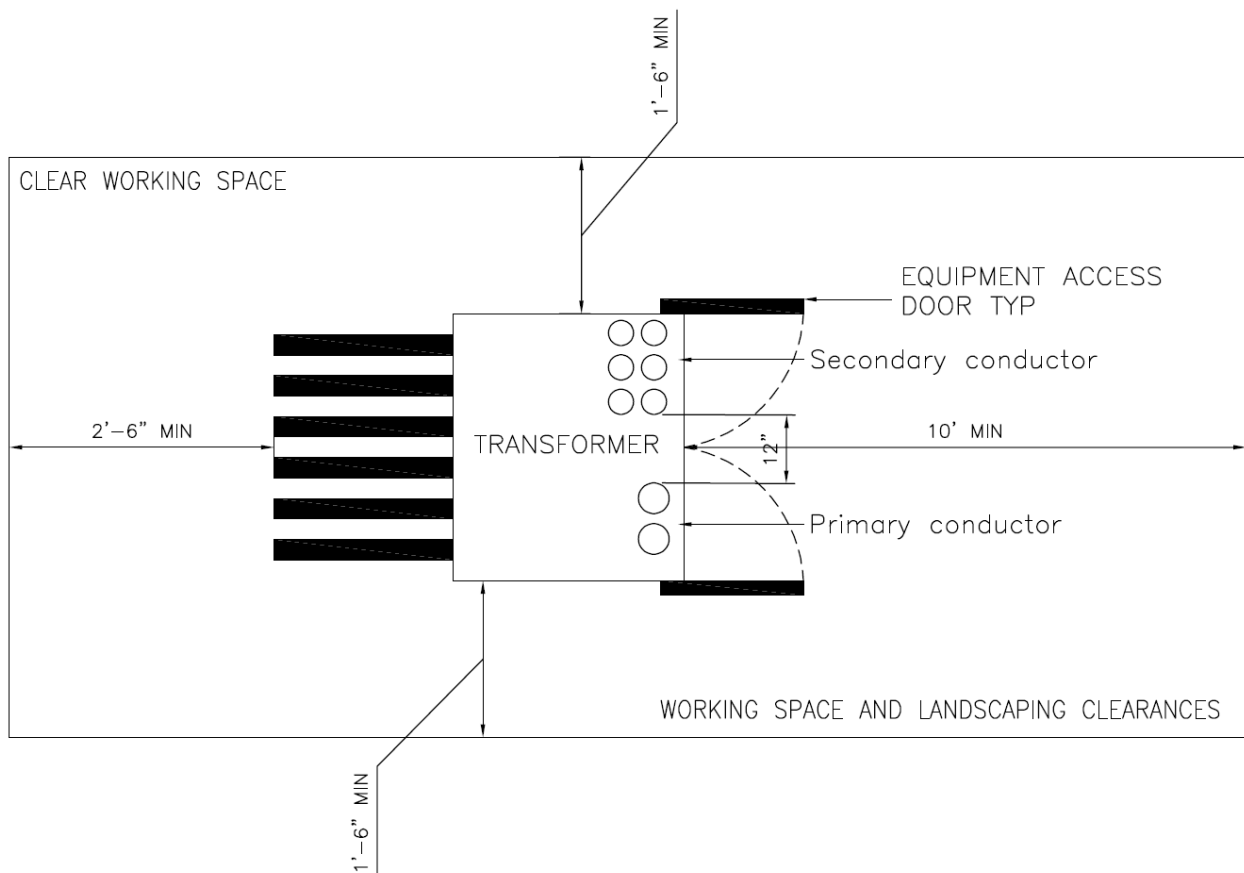 1'-6" MIN
CLEAR WORKING SPACE
EQUIPMENT ACCESS
DOOR TYP
Secondary conductor
2'-6" MIN
TRANSFORMER
12"
10' MIN
Primary conductor
WORKING SPACE AND LANDSCAPING CLEARANCES
1'-6" MIN